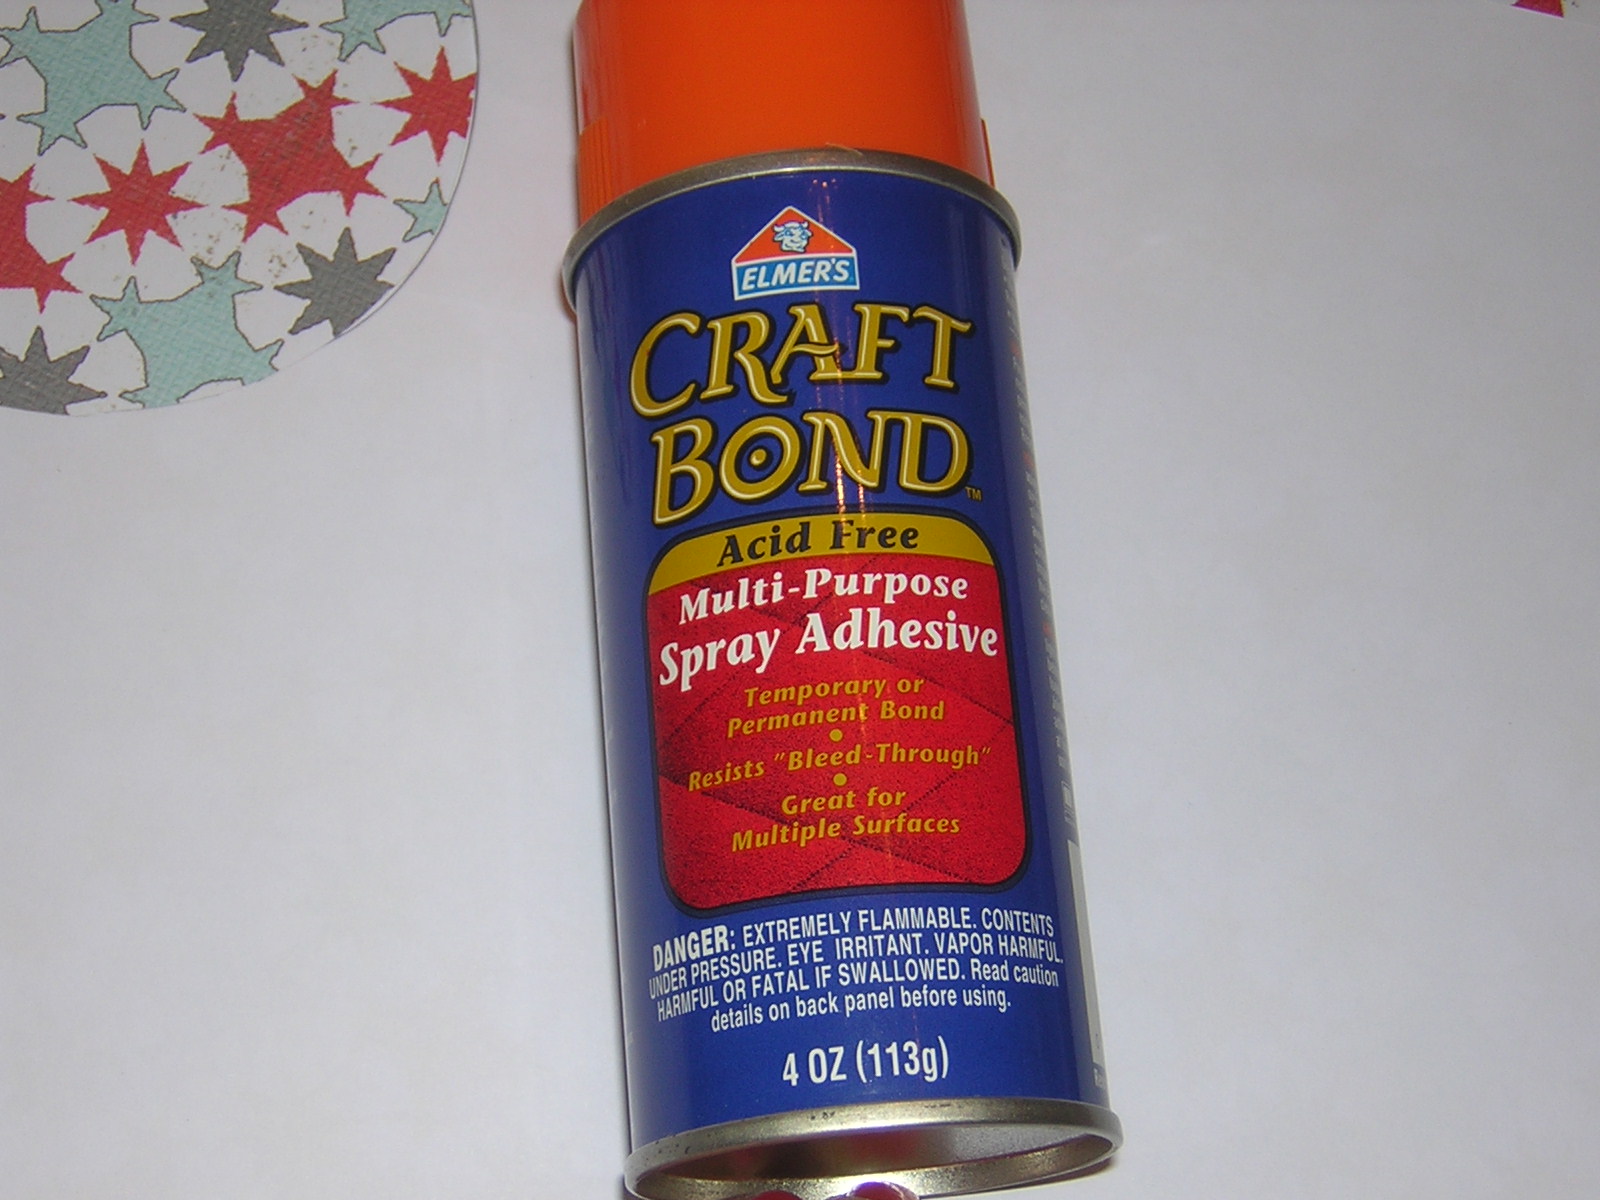 ELMER'S
CRAFT
BOND™
Acid Free
Multi-Purpose
Spray Adhesive
Temporary or
Permanent Bond
•
Resists "Bleed-Through"
•
Great for
Multiple Surfaces
DANGER: EXTREMELY FLAMMABLE. CONTENTS
UNDER PRESSURE. EYE IRRITANT. VAPOR HARMFUL.
HARMFUL OR FATAL IF SWALLOWED. Read caution
details on back panel before using.
4 OZ (113g)